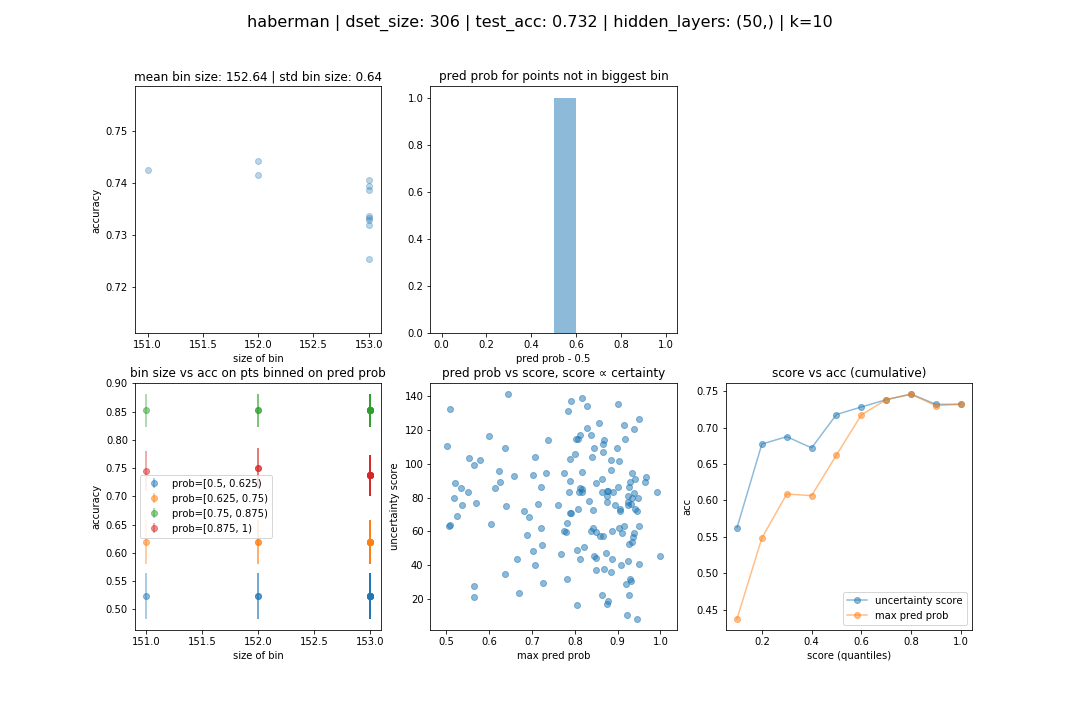 haberman | dset_size: 306 | test_acc: 0.732 | hidden_layers: (50,) | k=10
mean bin size: 152.64 | std bin size: 0.64
accuracy
0.75
0.74
0.73
0.72
151.0 151.5 152.0 152.5 153.0
size of bin
pred prob for points not in biggest bin
1.0
0.8
0.6
0.4
0.2
0.0
0.0 0.2 0.4 0.6 0.8 1.0
pred prob - 0.5
bin size vs acc on pts binned on pred prob
accuracy
0.90
0.85
0.80
0.75
0.70
0.65
0.60
0.55
0.50
prob=[0.5, 0.625)
prob=[0.625, 0.75)
prob=[0.75, 0.875)
prob=[0.875, 1)
151.0 151.5 152.0 152.5 153.0
size of bin
pred prob vs score, score ∝ certainty
uncertainty score
140
120
100
80
60
40
20
0.5 0.6 0.7 0.8 0.9 1.0
max pred prob
score vs acc (cumulative)
acc
0.75
0.70
0.65
0.60
0.55
0.50
0.45
uncertainty score
max pred prob
0.2 0.4 0.6 0.8 1.0
score (quantiles)